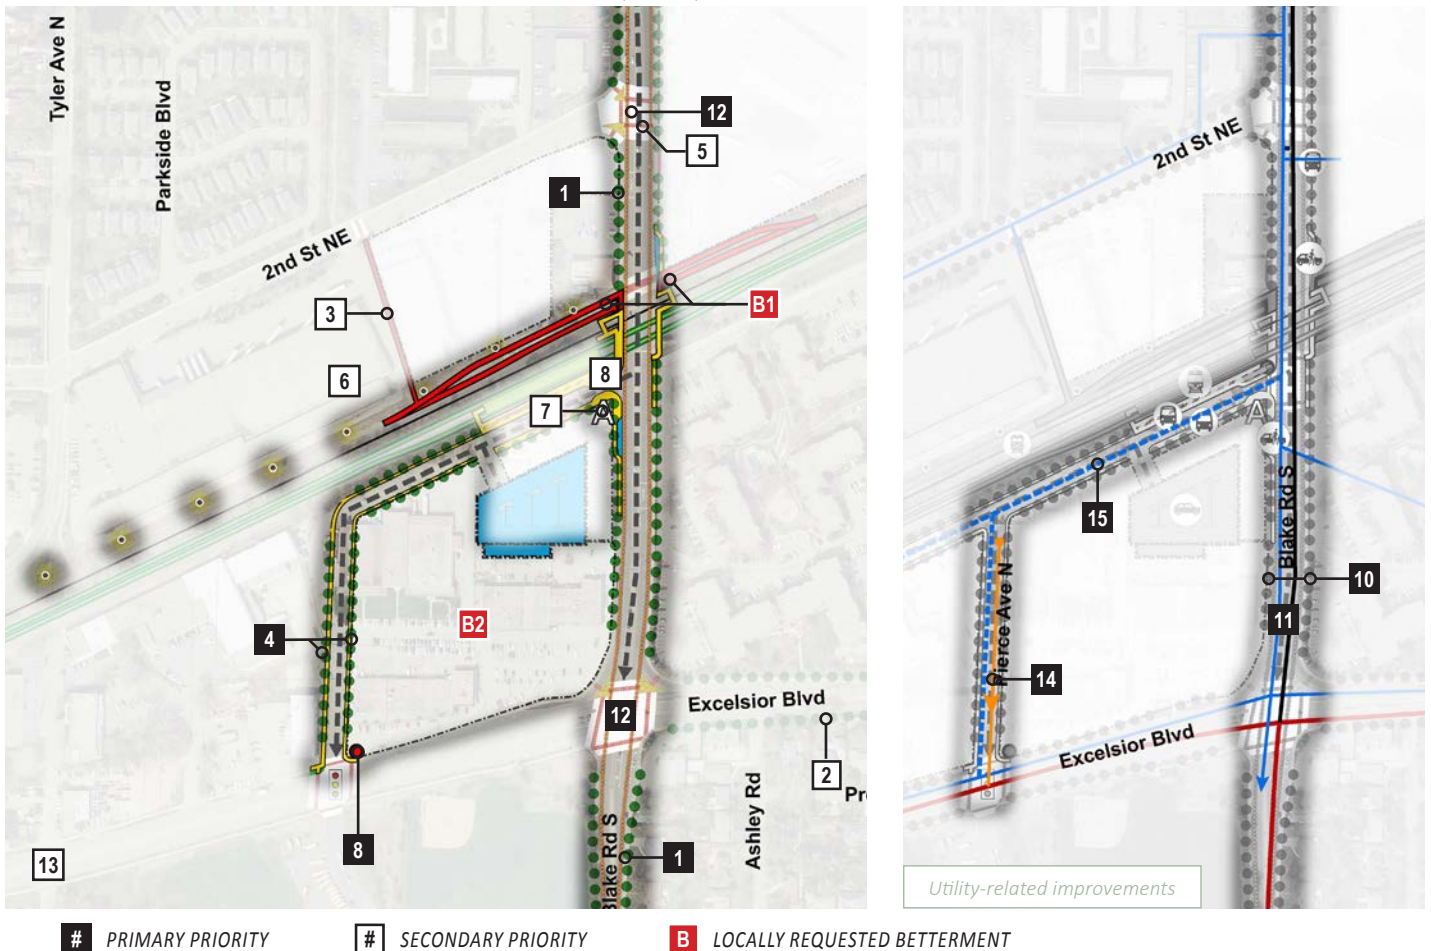 Tyler Ave N
Parkside Blvd
2nd St NE
12
5
1
3
B1
6
8
7
A
4
B2
Excelsior Blvd
12
2
Pr
8
Ashley Rd
Blake Rd S
1
13
2nd St NE
A
15
Blake Rd S
10
Pierce Ave N
11
14
Excelsior Blvd
Utility-related improvements
# PRIMARY PRIORITY
# SECONDARY PRIORITY
B LOCALLY REQUESTED BETTERMENT